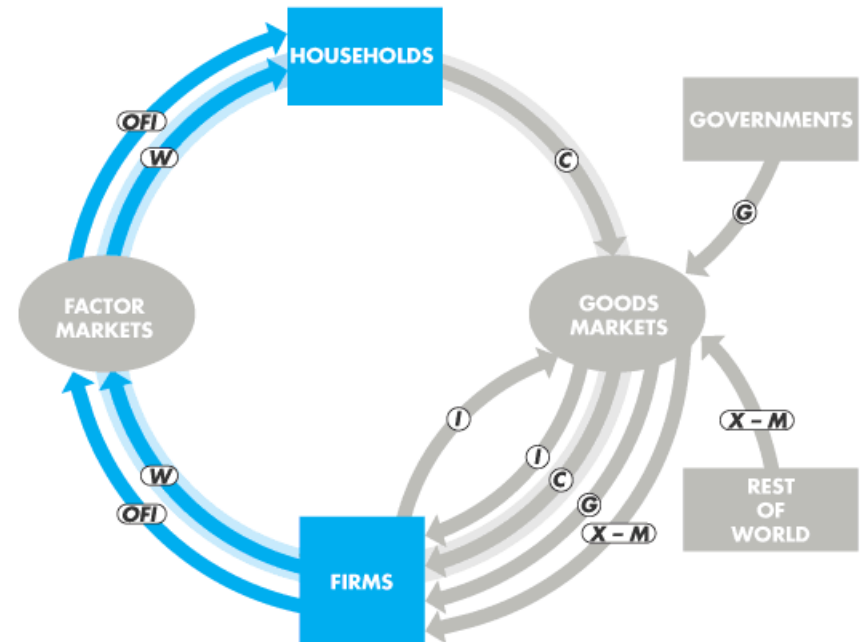 HOUSEHOLDS
GOVERNMENTS
OFI
W
C
G
FACTOR
MARKETS
GOODS
MARKETS
I
X – M
I
W
C
OFI
G
X – M
REST
OF
WORLD
FIRMS